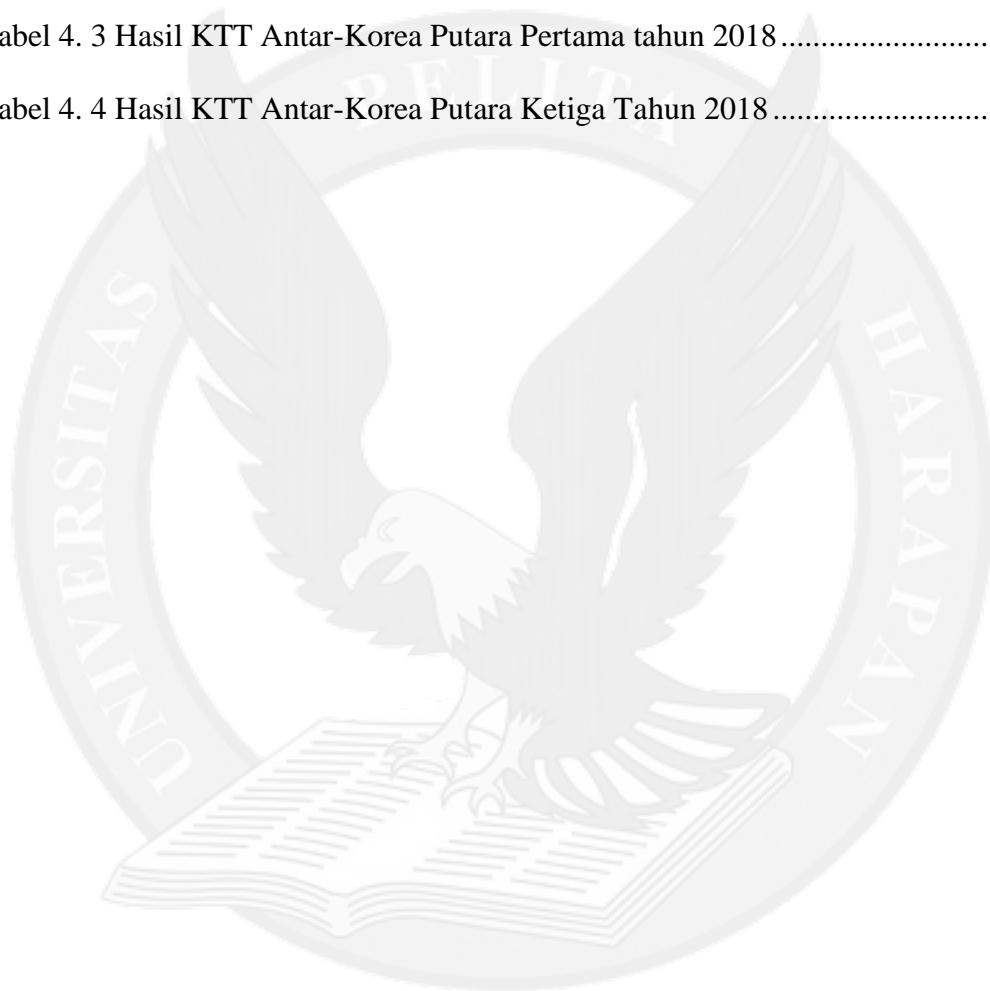 abel 4. 3 Hasil KTT Antar-Korea Putara Pertama tahun 2018..........................
abel 4. 4 Hasil KTT Antar-Korea Putara Ketiga Tahun 2018...........................
UNIVERSITAS PELITA HARAPAN